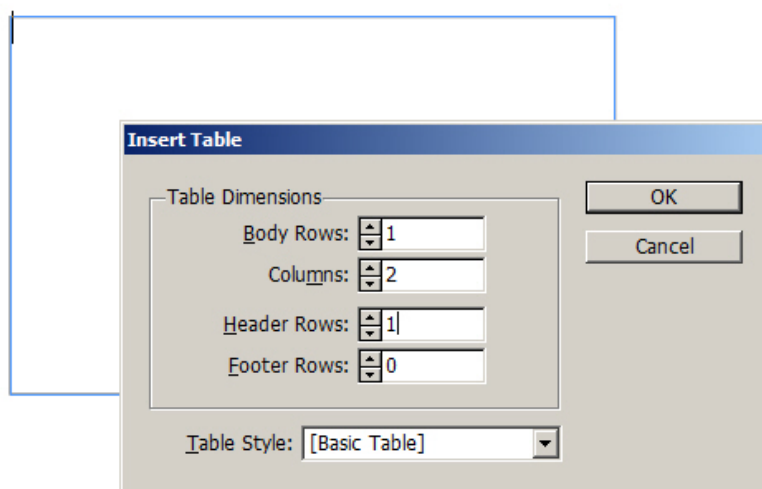 Insert Table
Table Dimensions
OK
Body Rows: 1
Cancel
Columns: 2
Header Rows: 1
Footer Rows: 0
Table Style: [Basic Table]